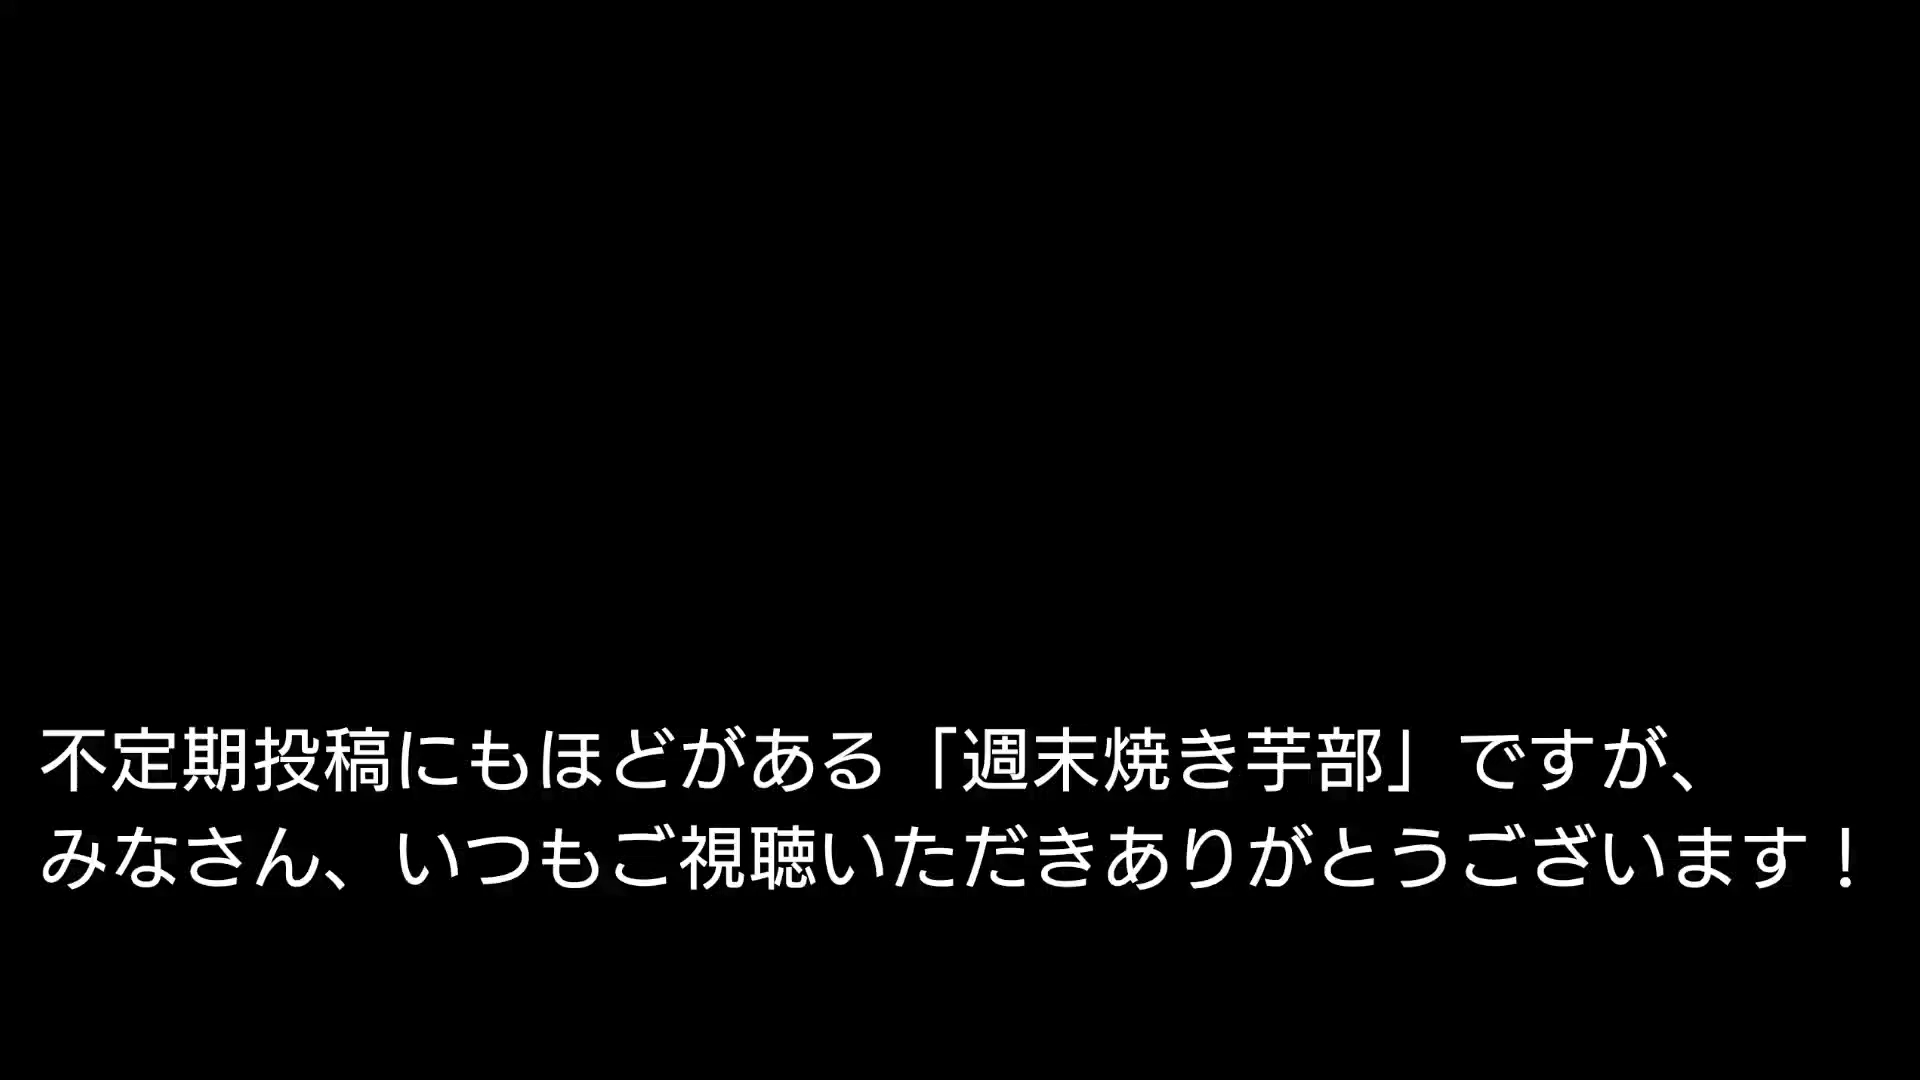 不定期投稿にもほどがある「週末焼き芋部」ですが、
みなさん、いつもご視聴いただきありがとうございます！